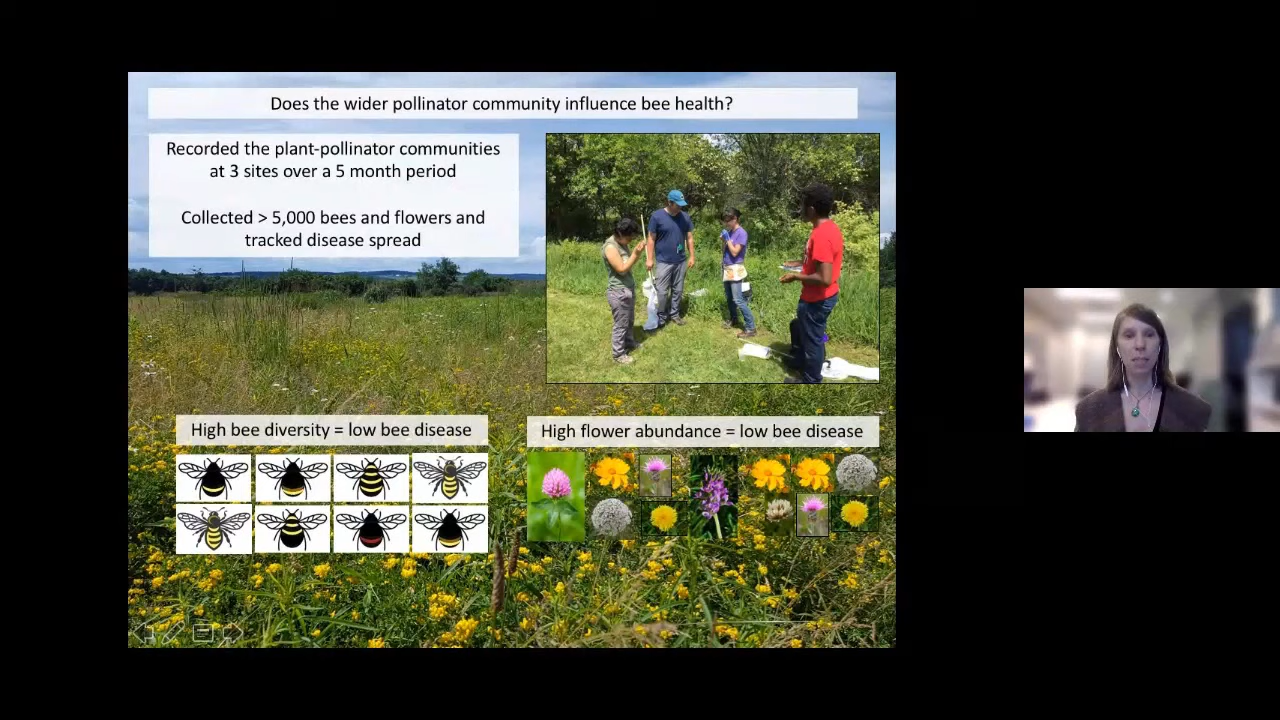 Does the wider pollinator community influence bee health?
Recorded the plant-pollinator communities
at 3 sites over a 5 month period
Collected > 5,000 bees and flowers and
tracked disease spread
High bee diversity = low bee disease
High flower abundance = low bee disease